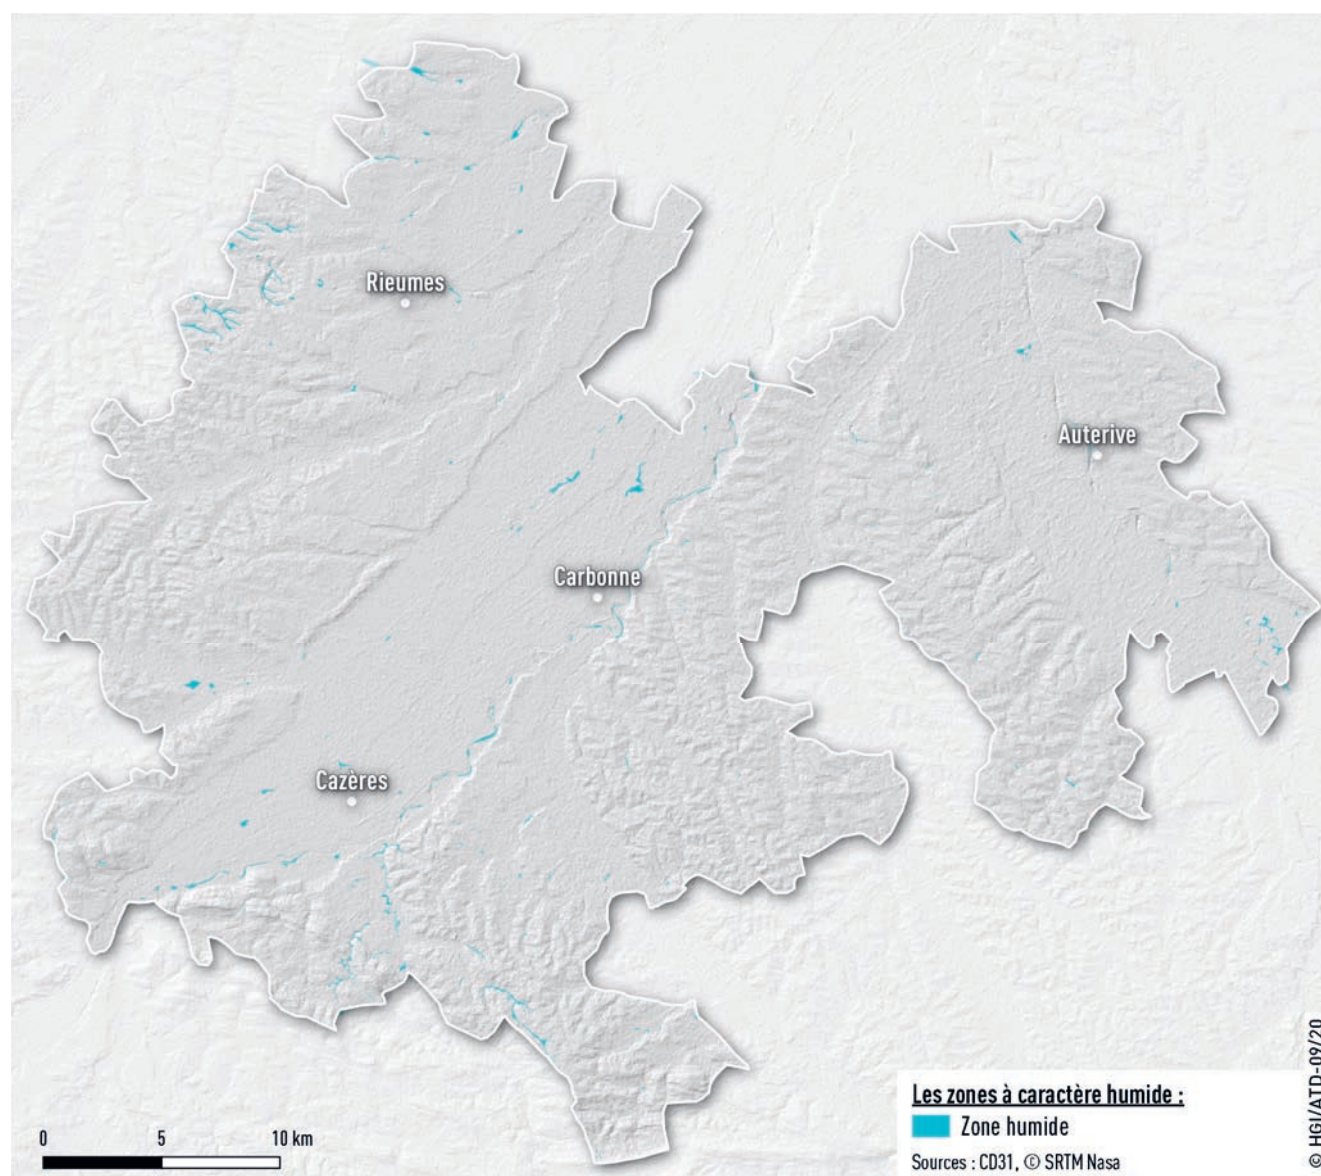 Rieumes
Auterive
Carbonne
Cazères
0 5 10 km
Les zones à caractère humide :
Zone humide
Sources : CD31, © SRTM Nasa
© HGI/ATD-09/20